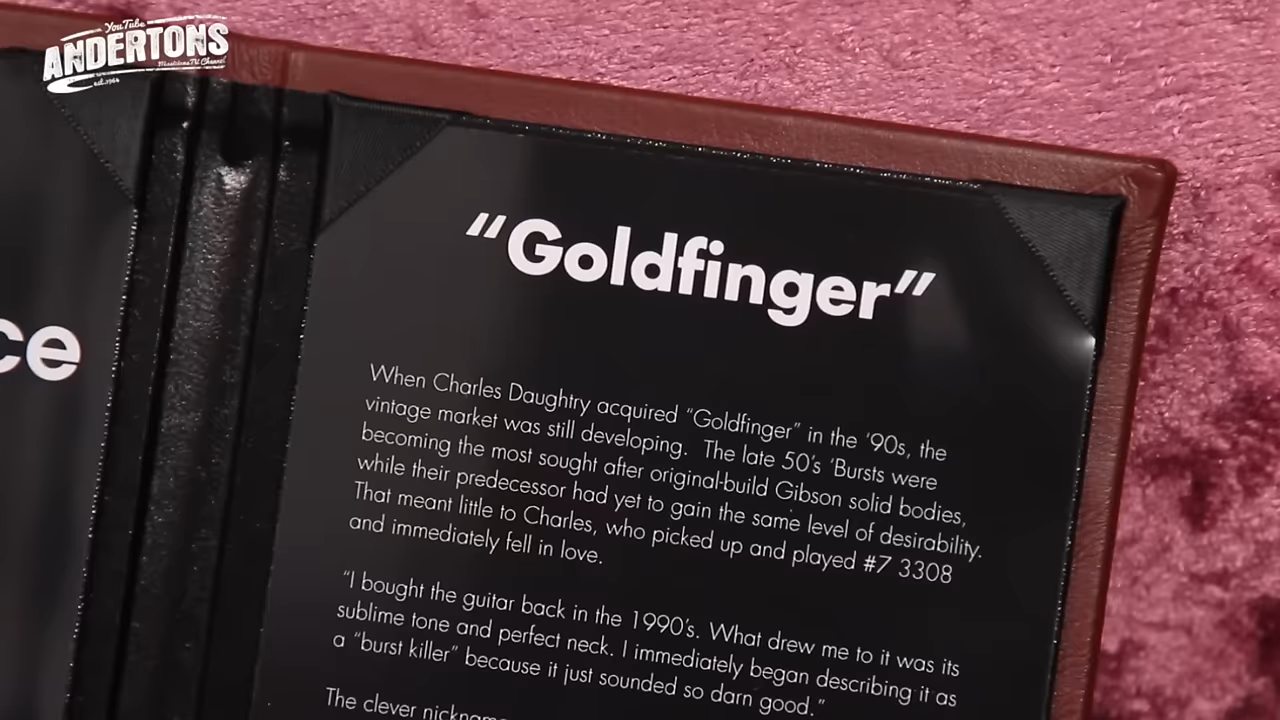 YouTube
ANDERTONS
Musicians TV Channel
est. 1964
ce
“Goldfinger”
When Charles Daughtry acquired “Goldfinger” in the ‘90s, the
vintage market was still developing. The late 50’s ‘Bursts were
becoming the most sought after original-build Gibson solid bodies,
while their predecessor had yet to gain the same level of desirability.
That meant little to Charles, who picked up and played #7 3308
and immediately fell in love.
“I bought the guitar back in the 1990’s. What drew me to it was its
sublime tone and perfect neck. I immediately began describing it as
a “burst killer” because it just sounded so darn good.”
The clever